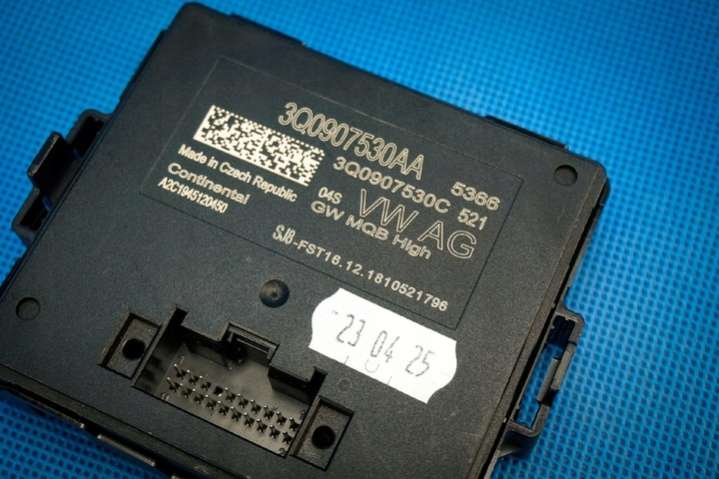 3Q0907530AA
3Q0907530C 5366
04S VW AG 521
GW MQB High
Made in Czech Republic
Continental
A2C1945120450
SJ8-FST16.12.1810521796
23 04 25